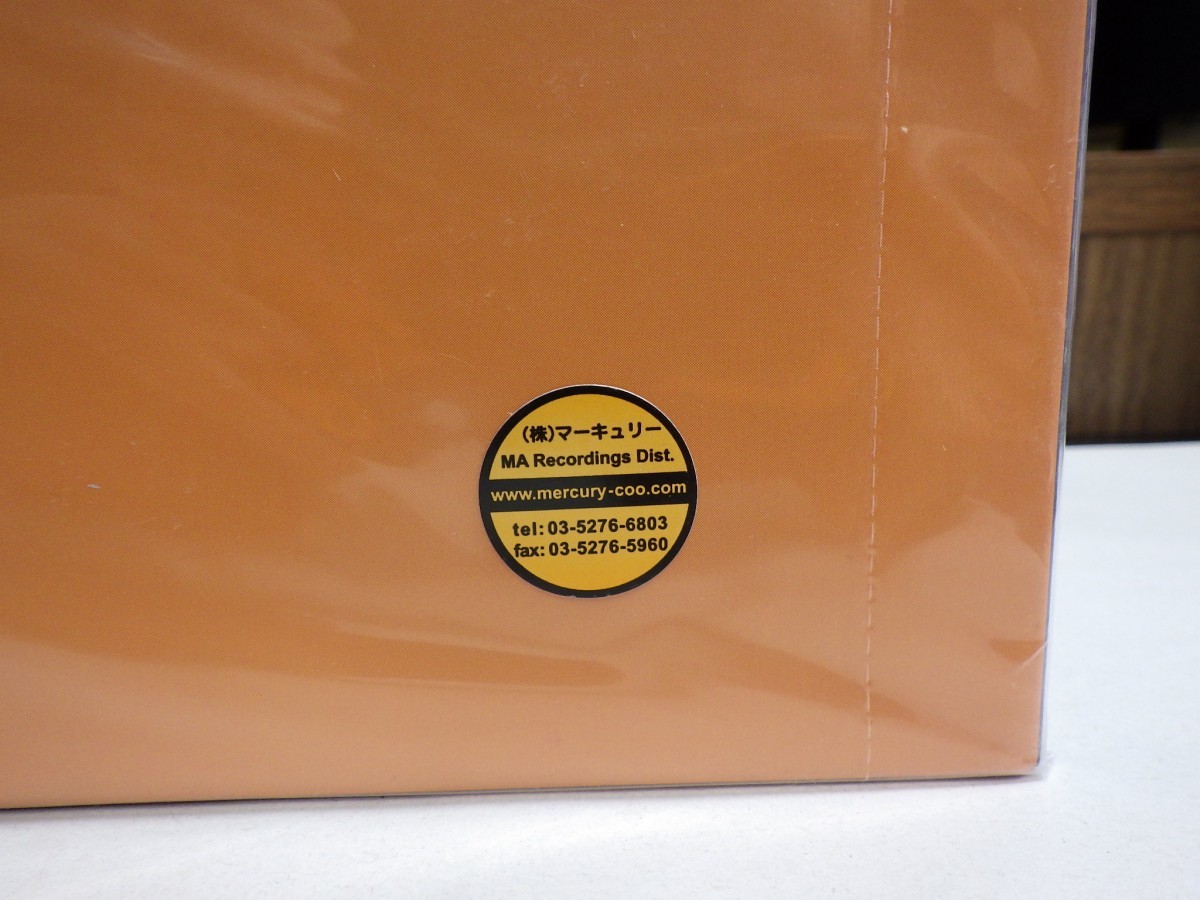 (株)マーキュリー
MA Recordings Dist.
www.mercury-coo.com
tel: 03-5276-6803
fax: 03-5276-5960